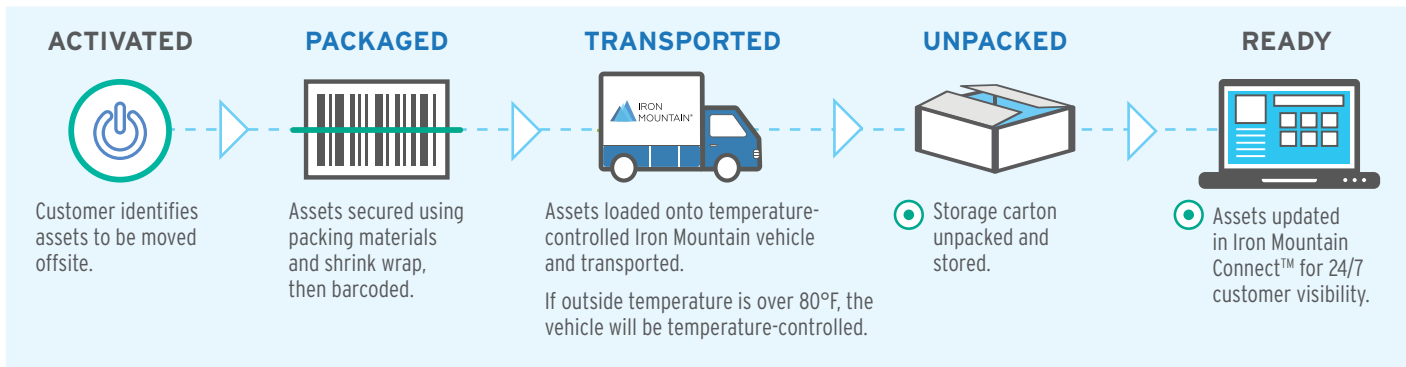 ACTIVATED
Customer identifies
assets to be moved
offsite.
PACKAGED
Assets secured using
packing materials
and shrink wrap,
then barcoded.
TRANSPORTED
IRON
MOUNTAIN®
Assets loaded onto temperature-
controlled Iron Mountain vehicle
and transported.
If outside temperature is over 80°F, the
vehicle will be temperature-controlled.
UNPACKED
Storage carton
unpacked and
stored.
READY
Assets updated
in Iron Mountain
Connect™ for 24/7
customer visibility.